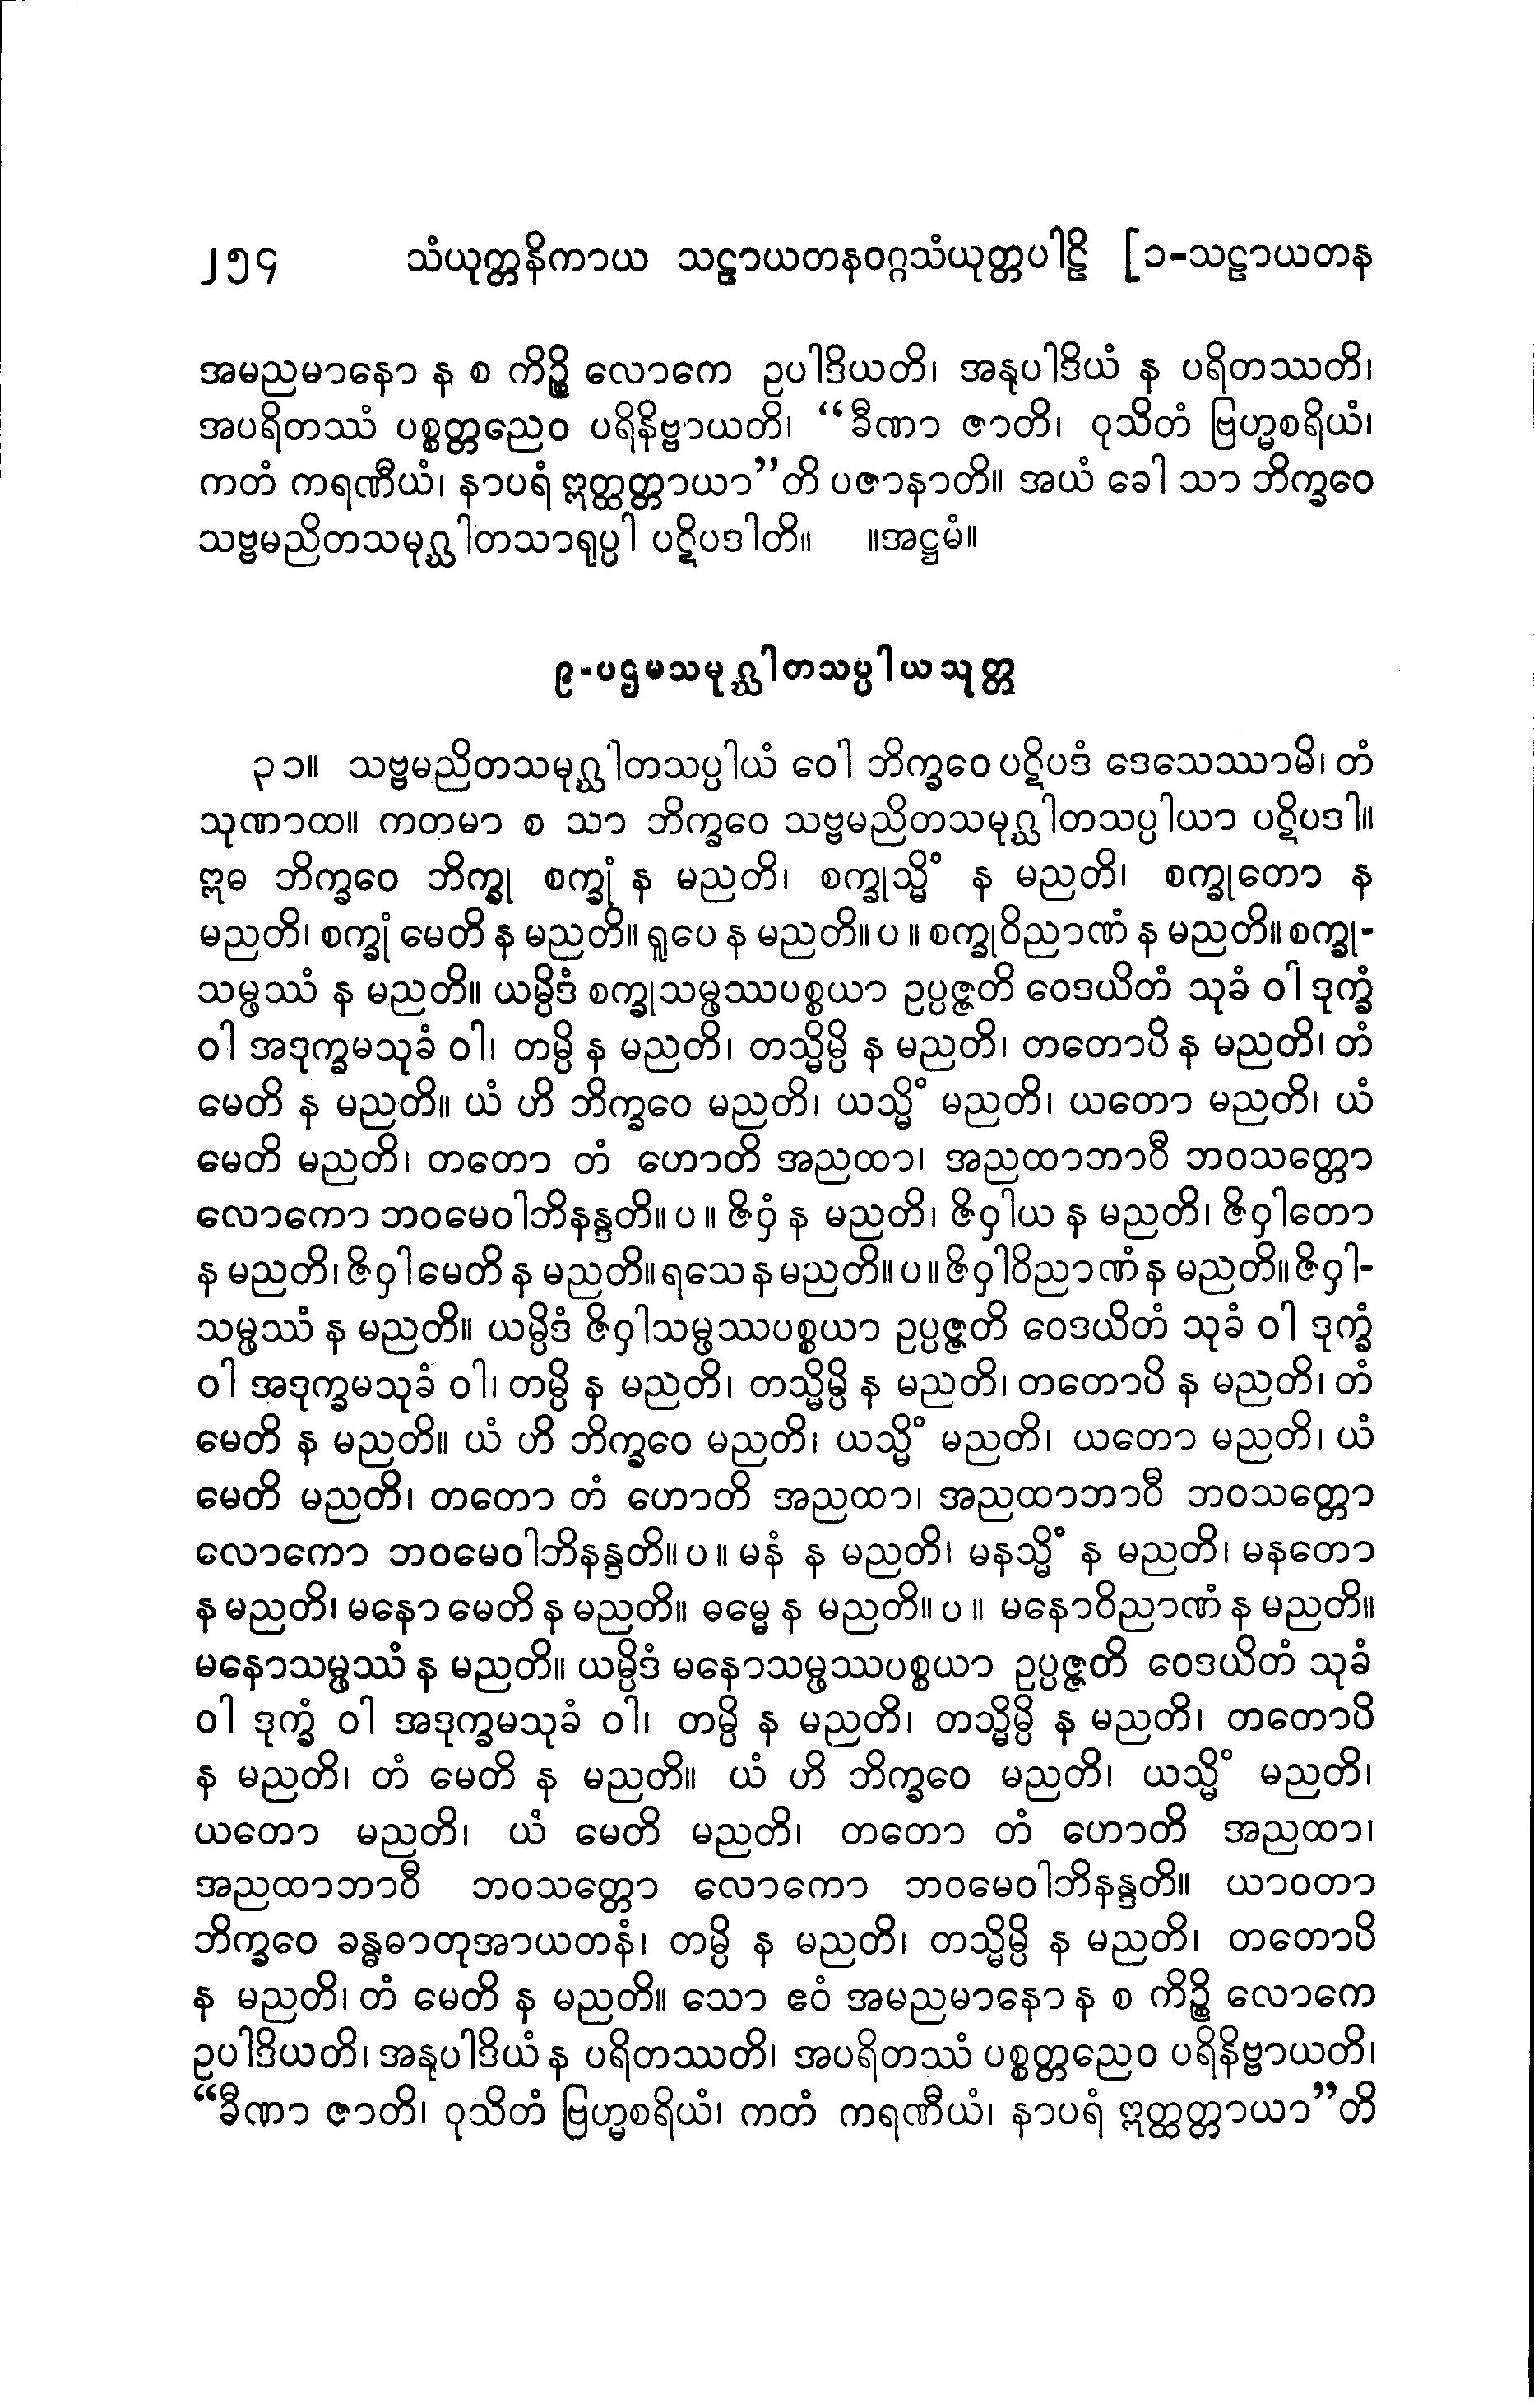 ၂၅၄ သံယုတ္တနိကာယ သဠာယတနဝဂ္ဂသံယုတ္တပါဠိ [၁-သဠာယတန
အမညမာနော န စ ကိဉ္စိ လောကေ ဥပါဒိယတိ၊ အနုပါဒိယံ န ပရိတဿတိ၊
အပရိတဿံ ပစ္စတ္တညေဝ ပရိနိဗ္ဗာယတိ၊ “ခီဏာ ဇာတိ၊ ဝုသိတံ ဗြဟ္မစရိယံ၊
ကတံ ကရဏီယံ၊ နာပရံ ဣတ္ထတ္တာယာ”တိ ပဇာနာတိ။ အယံ ခေါ သာ ဘိက္ခဝေ
သဗ္ဗမညိတသမုဂ္ဃါတသာရုပ္ပါ ပဋိပဒါတိ။ ။အဋ္ဌမံ။
၉-ပဌမသမုဂ္ဃါတသပ္ပါယသုတ္တ
၃၁။ သဗ္ဗမညိတသမုဂ္ဃါတသပ္ပါယံ ဝေါ ဘိက္ခဝေ ပဋိပဒံ ဒေသေဿာမိ၊ တံ
သုဏာထ။ ကတမာ စ သာ ဘိက္ခဝေ သဗ္ဗမညိတသမုဂ္ဃါတသပ္ပါယာ ပဋိပဒါ။
ဣဓ ဘိက္ခဝေ ဘိက္ခု စက္ခုံ န မညတိ၊ စက္ခုသ္မိံ န မညတိ၊ စက္ခုတော န
မညတိ၊ စက္ခုံ မေတိ န မညတိ။ ရူပေ န မညတိ။ ပ ။ စက္ခုဝိညာဏံ န မညတိ။ စက္ခု-
သမ္ဖဿံ န မညတိ။ ယမ္ပိဒံ စက္ခုသမ္ဖဿပစ္စယာ ဥပ္ပဇ္ဇတိ ဝေဒယိတံ သုခံ ဝါ ဒုက္ခံ
ဝါ အဒုက္ခမသုခံ ဝါ၊ တမ္ပိ န မညတိ၊ တသ္မိမ္ပိ န မညတိ၊ တတောပိ န မညတိ၊ တံ
မေတိ န မညတိ။ ယံ ဟိ ဘိက္ခဝေ မညတိ၊ ယသ္မိံ မညတိ၊ ယတော မညတိ၊ ယံ
မေတိ မညတိ၊ တတော တံ ဟောတိ အညထာ၊ အညထာဘာဝီ ဘဝသတ္တော
လောကော ဘဝမေဝါဘိနန္ဒတိ။ ပ ။ ဇိဝှံ န မညတိ၊ ဇိဝှါယ န မညတိ၊ ဇိဝှါတော
န မညတိ၊ ဇိဝှါ မေတိ န မညတိ။ ရသေ န မညတိ။ ပ ။ ဇိဝှါဝိညာဏံ န မညတိ။ ဇိဝှါ-
သမ္ဖဿံ န မညတိ။ ယမ္ပိဒံ ဇိဝှါသမ္ဖဿပစ္စယာ ဥပ္ပဇ္ဇတိ ဝေဒယိတံ သုခံ ဝါ ဒုက္ခံ
ဝါ အဒုက္ခမသုခံ ဝါ၊ တမ္ပိ န မညတိ၊ တသ္မိမ္ပိ န မညတိ၊ တတောပိ န မညတိ၊ တံ
မေတိ န မညတိ။ ယံ ဟိ ဘိက္ခဝေ မညတိ၊ ယသ္မိံ မညတိ၊ ယတော မညတိ၊ ယံ
မေတိ မညတိ၊ တတော တံ ဟောတိ အညထာ၊ အညထာဘာဝီ ဘဝသတ္တော
လောကော ဘဝမေဝါဘိနန္ဒတိ။ ပ ။ မနံ န မညတိ၊ မနသ္မိံ န မညတိ၊ မနတော
န မညတိ၊ မနော မေတိ န မညတိ။ ဓမ္မေ န မညတိ။ ပ ။ မနောဝိညာဏံ န မညတိ။
မနောသမ္ဖဿံ န မညတိ။ ယမ္ပိဒံ မနောသမ္ဖဿပစ္စယာ ဥပ္ပဇ္ဇတိ ဝေဒယိတံ သုခံ
ဝါ ဒုက္ခံ ဝါ အဒုက္ခမသုခံ ဝါ၊ တမ္ပိ န မညတိ၊ တသ္မိမ္ပိ န မညတိ၊ တတောပိ
န မညတိ၊ တံ မေတိ န မညတိ။ ယံ ဟိ ဘိက္ခဝေ မညတိ၊ ယသ္မိံ မညတိ၊
ယတော မညတိ၊ ယံ မေတိ မညတိ၊ တတော တံ ဟောတိ အညထာ၊
အညထာဘာဝီ ဘဝသတ္တော လောကော ဘဝမေဝါဘိနန္ဒတိ။ ယာဝတာ
ဘိက္ခဝေ ခန္ဓဓာတုအာယတနံ၊ တမ္ပိ န မညတိ၊ တသ္မိမ္ပိ န မညတိ၊ တတောပိ
န မညတိ၊ တံ မေတိ န မညတိ။ သော ဧဝံ အမညမာနော န စ ကိဉ္စိ လောကေ
ဥပါဒိယတိ၊ အနုပါဒိယံ န ပရိတဿတိ၊ အပရိတဿံ ပစ္စတ္တညေဝ ပရိနိဗ္ဗာယတိ၊
“ခီဏာ ဇာတိ၊ ဝုသိတံ ဗြဟ္မစရိယံ၊ ကတံ ကရဏီယံ၊ နာပရံ ဣတ္ထတ္တာယာ”တိ